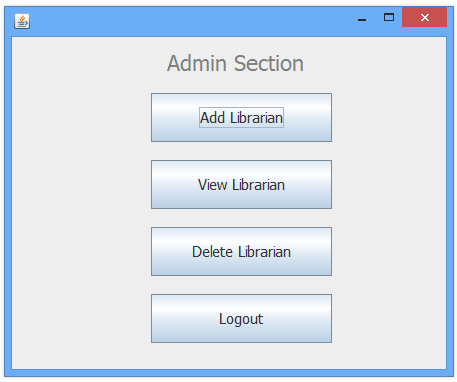 Admin Section
Add Librarian
View Librarian
Delete Librarian
Logout